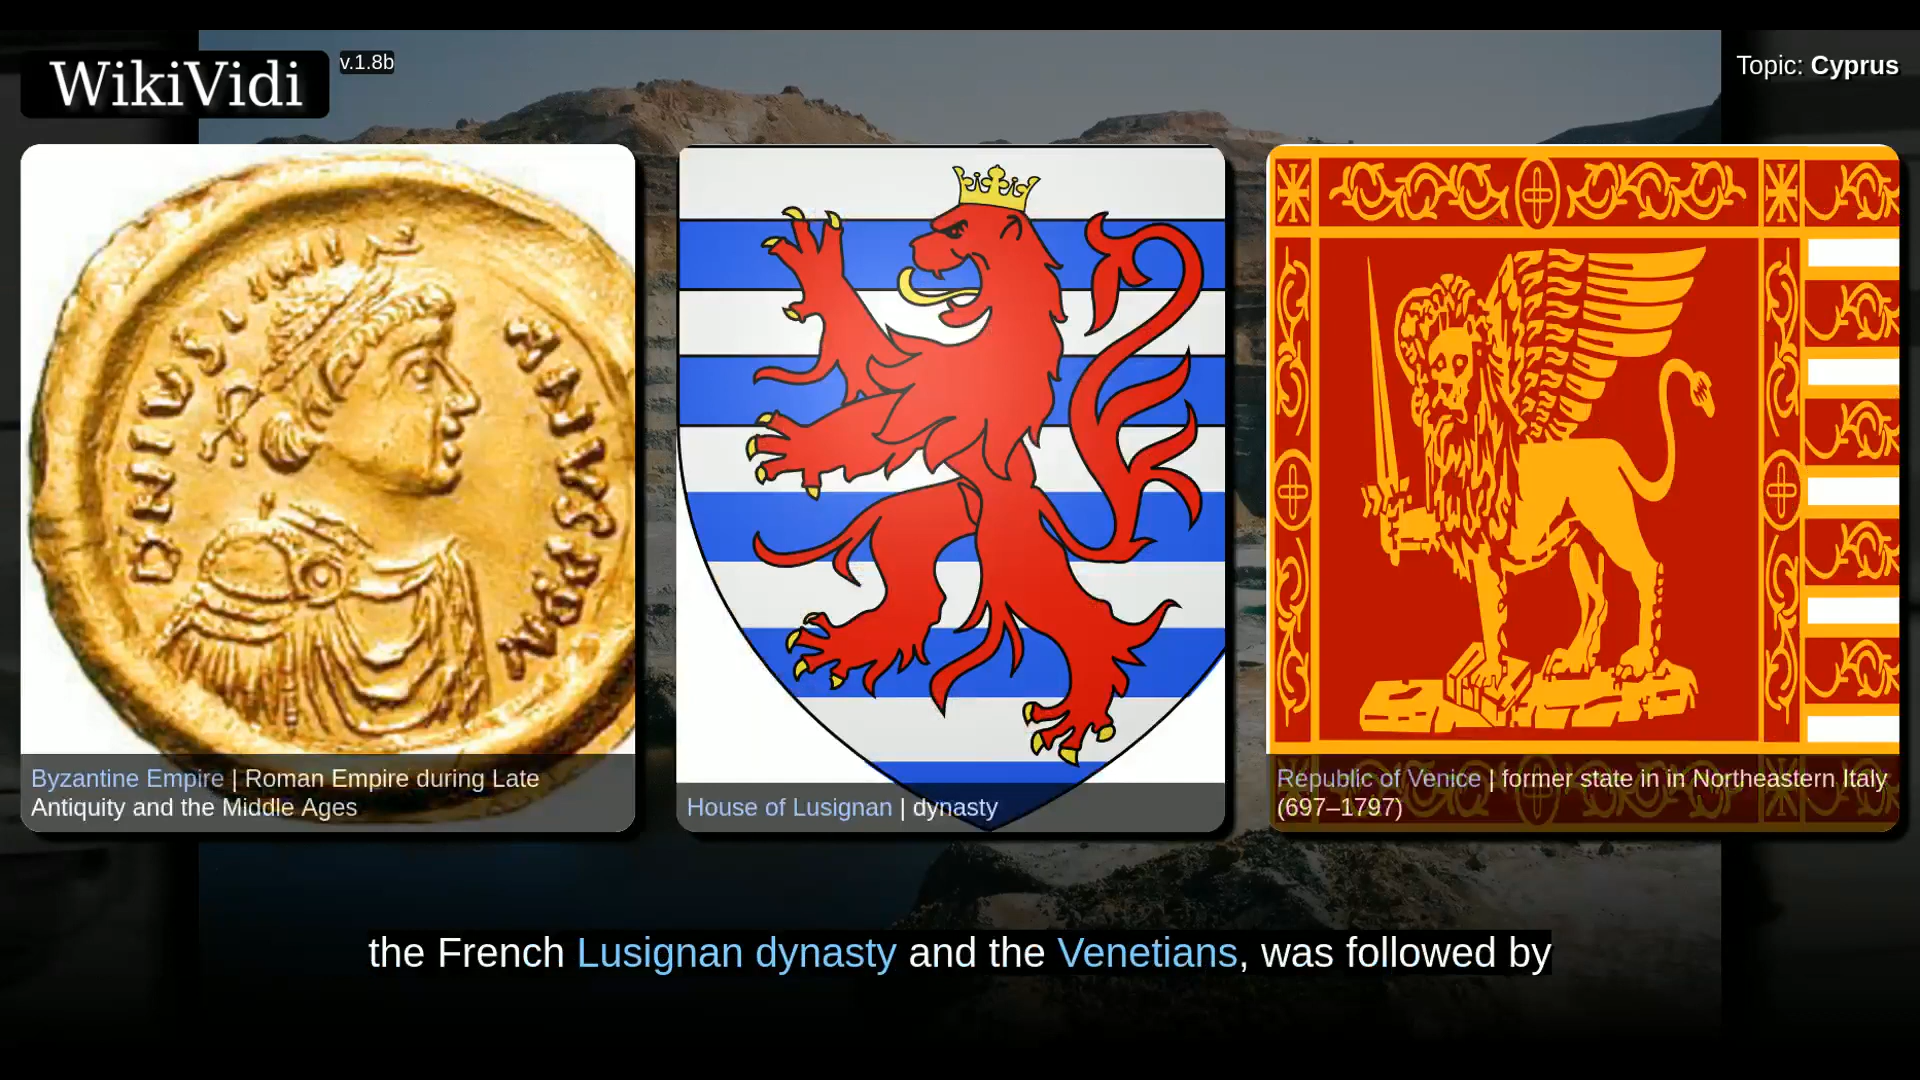 WikiVidi
v.1.8b
Topic: Cyprus
Byzantine Empire | Roman Empire during Late
Antiquity and the Middle Ages
House of Lusignan | dynasty
Republic of Venice | former state in in Northeastern Italy
(697–1797)
the French Lusignan dynasty and the Venetians, was followed by